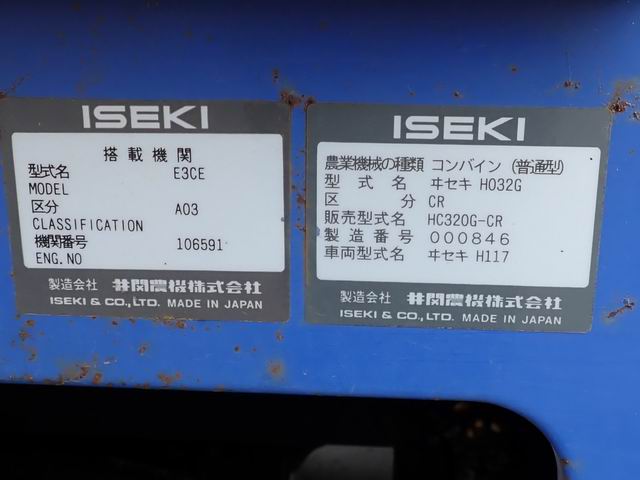 ISEKI
搭載機関
型式名 E3CE
MODEL
区分 A03
CLASSIFICATION
機関番号 106591
ENG.NO
製造会社 井関農機株式会社
ISEKI & CO.,LTD. MADE IN JAPAN
ISEKI
農業機械の種類 コンバイン (普通型)
型式名 ヰセキ HO32G
区分 CR
販売型式名 HC320G-CR
製造番号 000846
車両型式名 ヰセキ H117
製造会社 井関農機株式会社
ISEKI & CO., LTD. MADE IN JAPAN